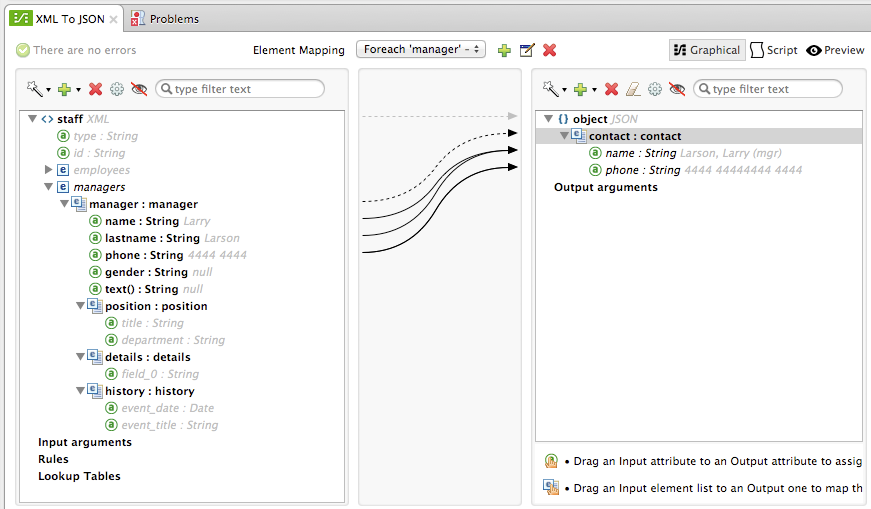 XML To JSON
Problems
There are no errors
Element Mapping
Foreach 'manager' -
Graphical
Script
Preview
type filter text
type filter text
staff XML
type : String
id : String
employees
managers
manager : manager
name : String Larry
lastname : String Larson
phone : String 4444 4444
gender : String null
text() : String null
position : position
title : String
department : String
details : details
field_0 : String
history : history
event_date : Date
event_title : String
Input arguments
Rules
Lookup Tables
object JSON
contact : contact
name : String Larson, Larry (mgr)
phone : String 4444 44444444 4444
Output arguments
• Drag an Input attribute to an Output attribute to assig
• Drag an Input element list to an Output one to map th